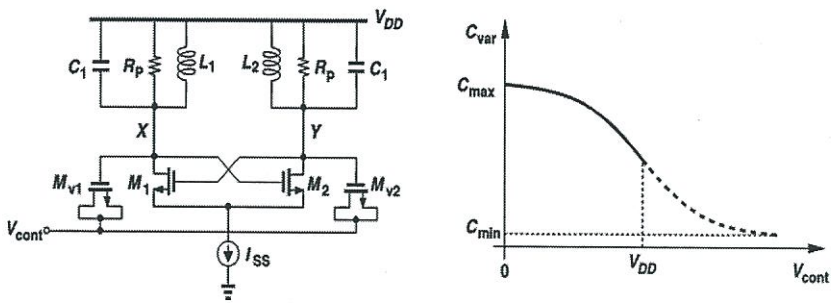 V_DD
C_1 R_p L_1 L_2 R_p C_1
X Y
M_v1 M_1 M_2 M_v2
V_cont
I_SS
C_var
C_max
C_min
0 V_DD V_cont